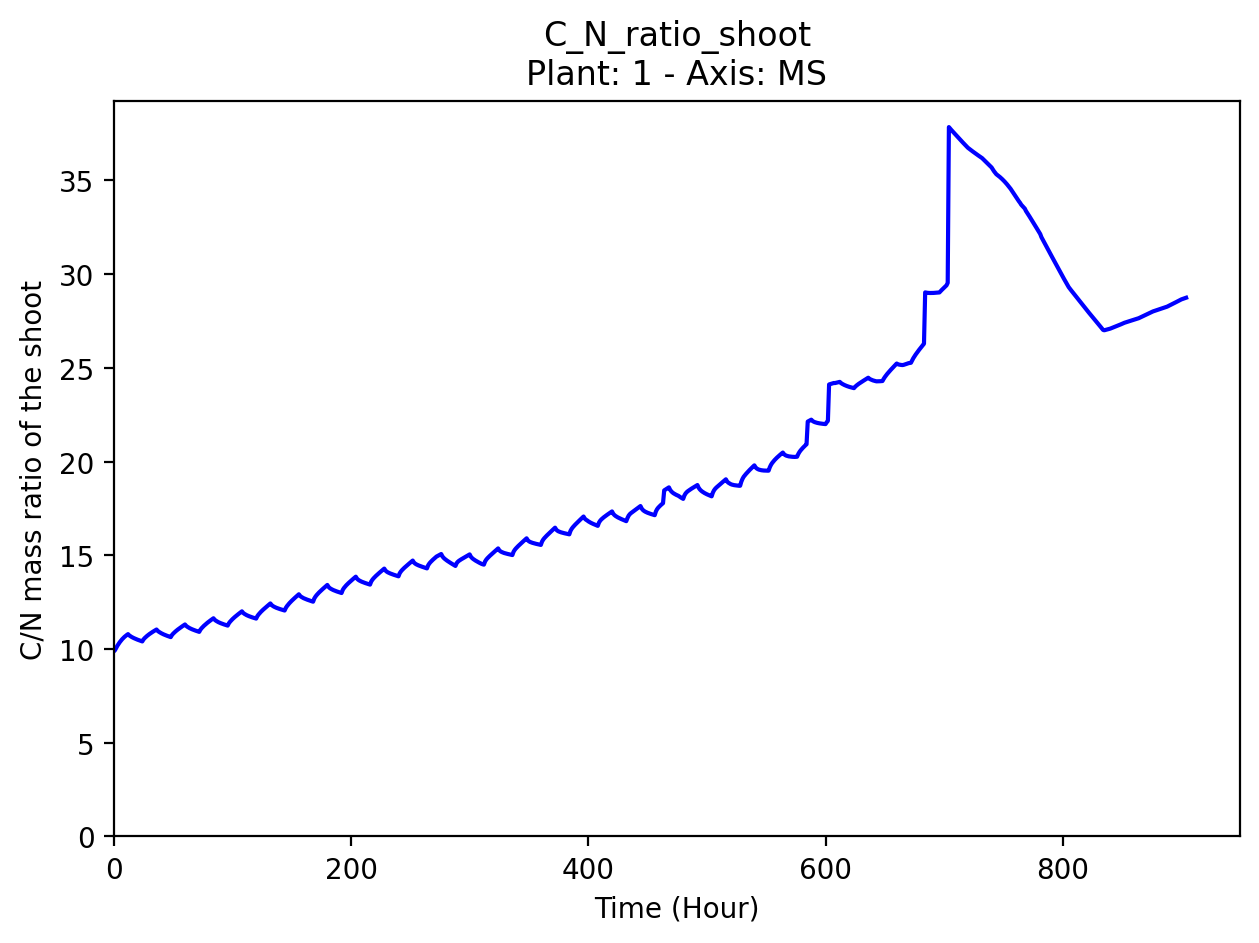 C_N_ratio_shoot
Plant: 1 - Axis: MS
C/N mass ratio of the shoot
35
30
25
20
15
10
5
0
0 200 400 600 800
Time (Hour)